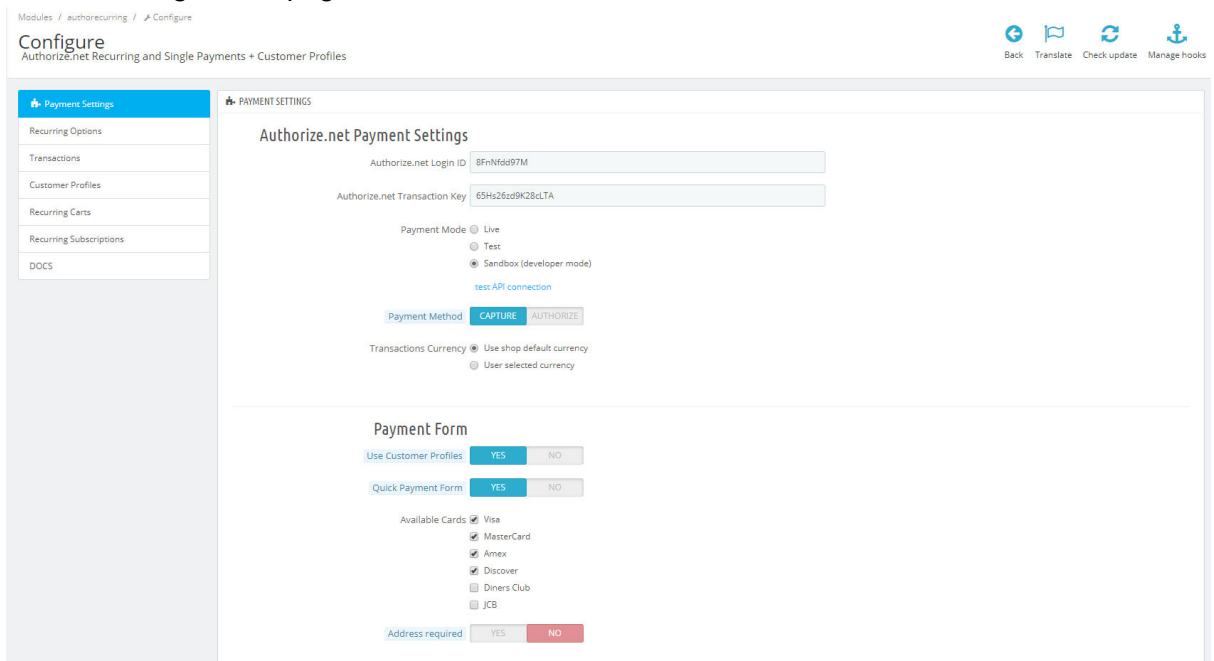 Modules / authorecurring / Configure
Configure
Authorize.net Recurring and Single Payments + Customer Profiles
Back Translate Check update Manage hooks
Payment Settings
Recurring Options
Transactions
Customer Profiles
Recurring Carts
Recurring Subscriptions
DOCS
PAYMENT SETTINGS
Authorize.net Payment Settings
Authorize.net Login ID 8FnNfdd97M
Authorize.net Transaction Key 65Hs26zd9K28cLTA
Payment Mode Live
Test
Sandbox (developer mode)
test API connection
Payment Method CAPTURE AUTHORIZE
Transactions Currency Use shop default currency
User selected currency
Payment Form
Use Customer Profiles YES NO
Quick Payment Form YES NO
Available Cards Visa
MasterCard
Amex
Discover
Diners Club
JCB
Address required YES NO